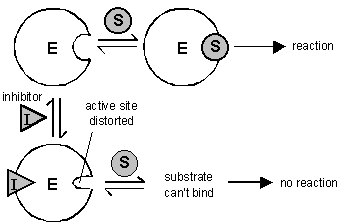 S
E
E
S
reaction
inhibitor
I
active site
distorted
I
E
S
substrate
can't bind
no reaction